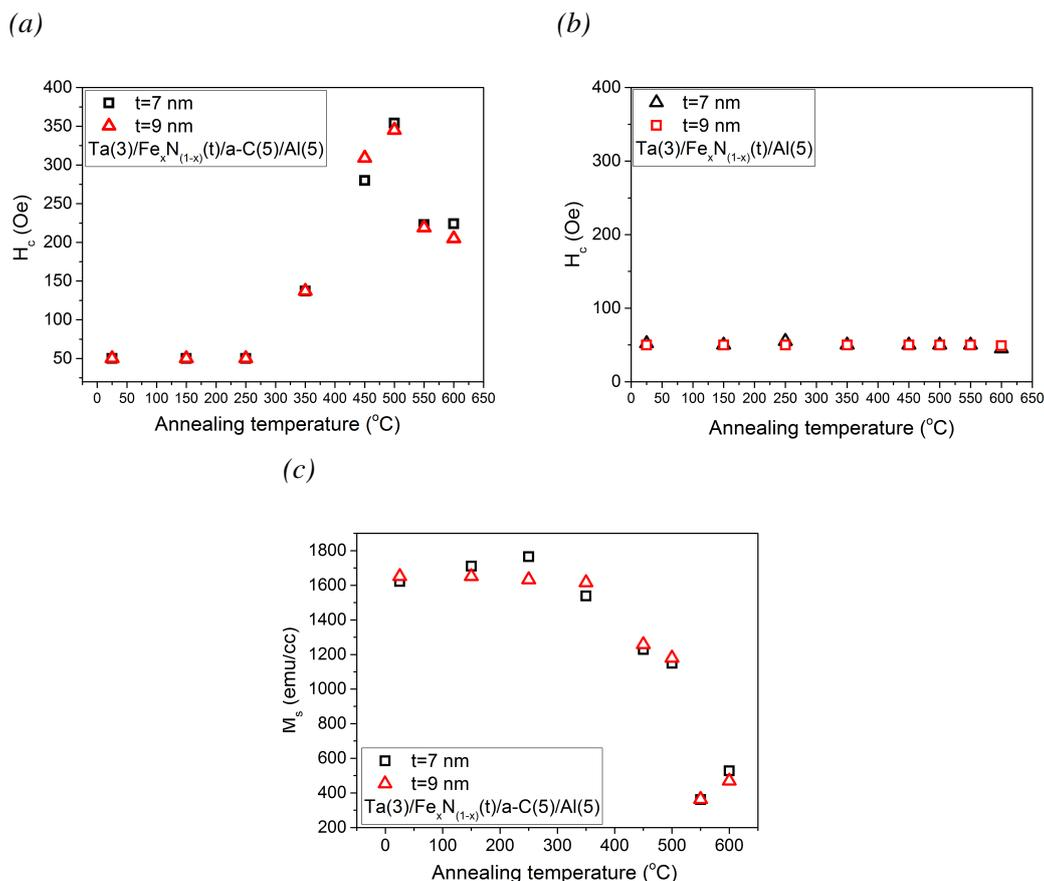 (a)
(b)
400
350
300
250
200
150
100
50
H_c (Oe)
t=7 nm
t=9 nm
Ta(3)/Fe_xN_(1-x)(t)/a-C(5)/Al(5)
0 50 100 150 200 250 300 350 400 450 500 550 600 650
Annealing temperature (°C)
400
300
200
100
0
H_c (Oe)
t=7 nm
t=9 nm
Ta(3)/Fe_xN_(1-x)(t)/Al(5)
0 50 100 150 200 250 300 350 400 450 500 550 600 650
Annealing temperature (°C)
(c)
1800
1600
1400
1200
1000
800
600
400
200
M_s (emu/cc)
t=7 nm
t=9 nm
Ta(3)/Fe_xN_(1-x)(t)/a-C(5)/Al(5)
0 100 200 300 400 500 600
Annealing temperature (°C)